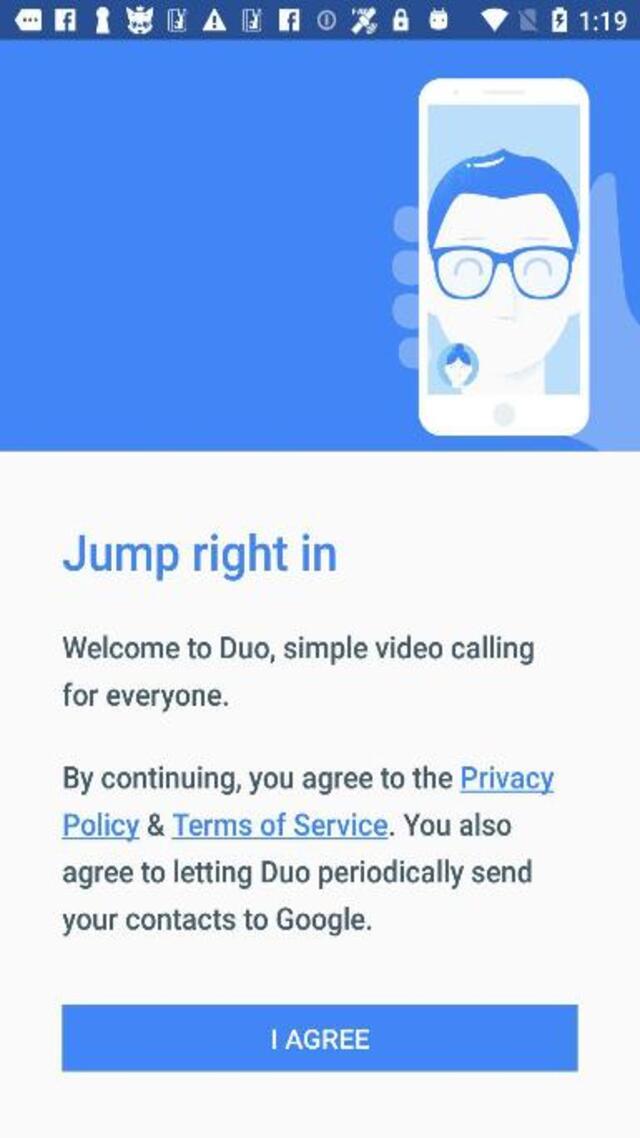 1:19
Jump right in
Welcome to Duo, simple video calling
for everyone.
By continuing, you agree to the Privacy
Policy & Terms of Service. You also
agree to letting Duo periodically send
your contacts to Google.
I AGREE